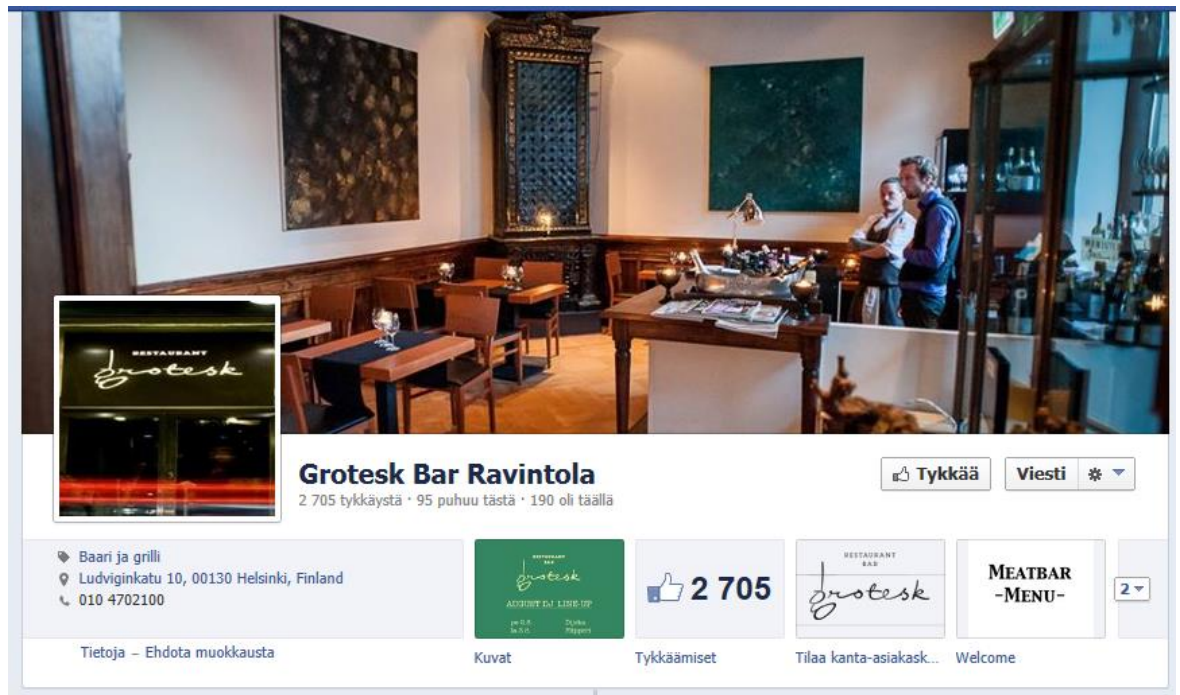 RESTAURANT
grotesk
Grotesk Bar Ravintola
2 705 tykkäystä · 95 puhuu tästä · 190 oli täällä
Tykkää
Viesti
Baari ja grilli
Ludviginkatu 10, 00130 Helsinki, Finland
010 4702100
Tietoja – Ehdota muokkausta
RESTAURANT
BAR
grotesk
AUGUST DJ LINE-UP
Kuvat
2 705
Tykkäämiset
RESTAURANT
BAR
grotesk
Tilaa kanta-asiakask...
MEATBAR
-MENU-
Welcome
2